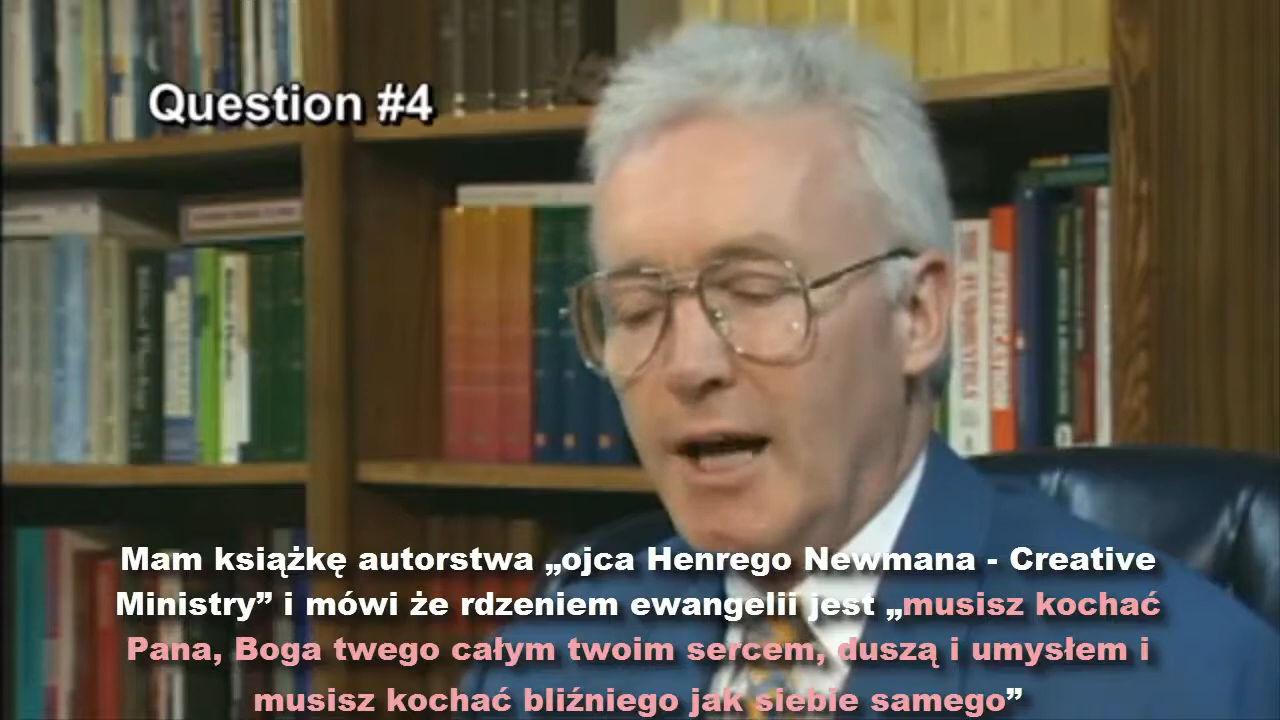 Question #4
JUSTIFICATION
Mam książkę autorstwa „ojca Henrego Newmana - Creative
Ministry” i mówi że rdzeniem ewangelii jest „musisz kochać
Pana, Boga twego całym twoim sercem, duszą i umysłem i
musisz kochać bliźniego jak siebie samego”